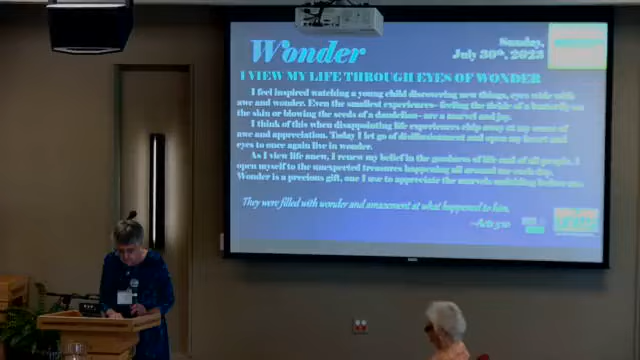 Wonder
Sunday,
July 30th, 2023
I VIEW MY LIFE THROUGH EYES OF WONDER
I feel inspired watching a young child discovering new things, eyes wide with
awe and wonder. Even the smallest experiences- feeling the tickle of a butterfly on
the skin or blowing the seeds of a dandelion- are a marvel and joy.
I think of this when disappointing life experiences chip away at my sense of
awe and appreciation. Today I let go of disillusionment and open my heart and
eyes to once again live in wonder.
As I view life anew, I renew my belief in the goodness of life and of all people. I
open myself to the unexpected treasures happening all around me each day.
Wonder is a precious gift, one I use to appreciate the marvels unfolding before me.
They were filled with wonder and amazement at what happened to him.
~Acts 3:10